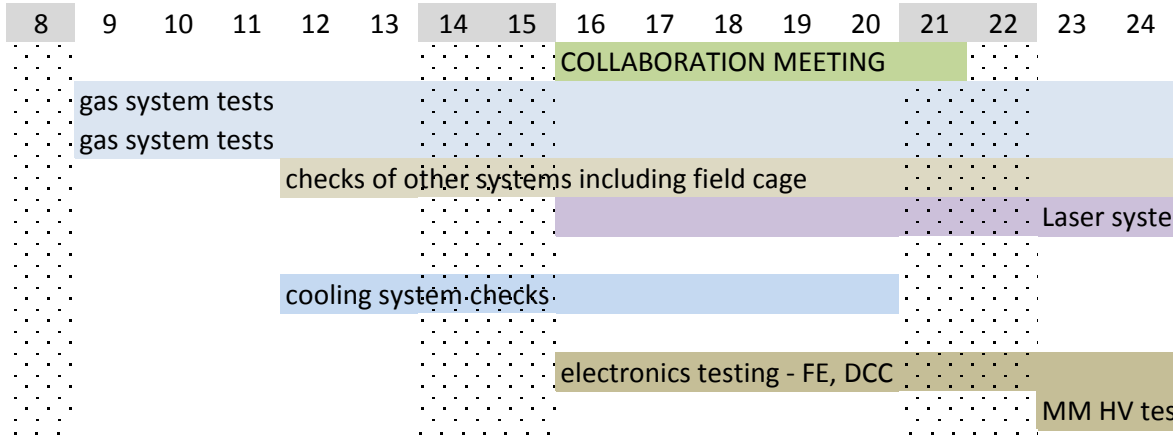 8 9 10 11 12 13 14 15 16 17 18 19 20 21 22 23 24
COLLABORATION MEETING
gas system tests
gas system tests
checks of other systems including field cage
Laser syste
cooling system checks
electronics testing - FE, DCC
MM HV tes